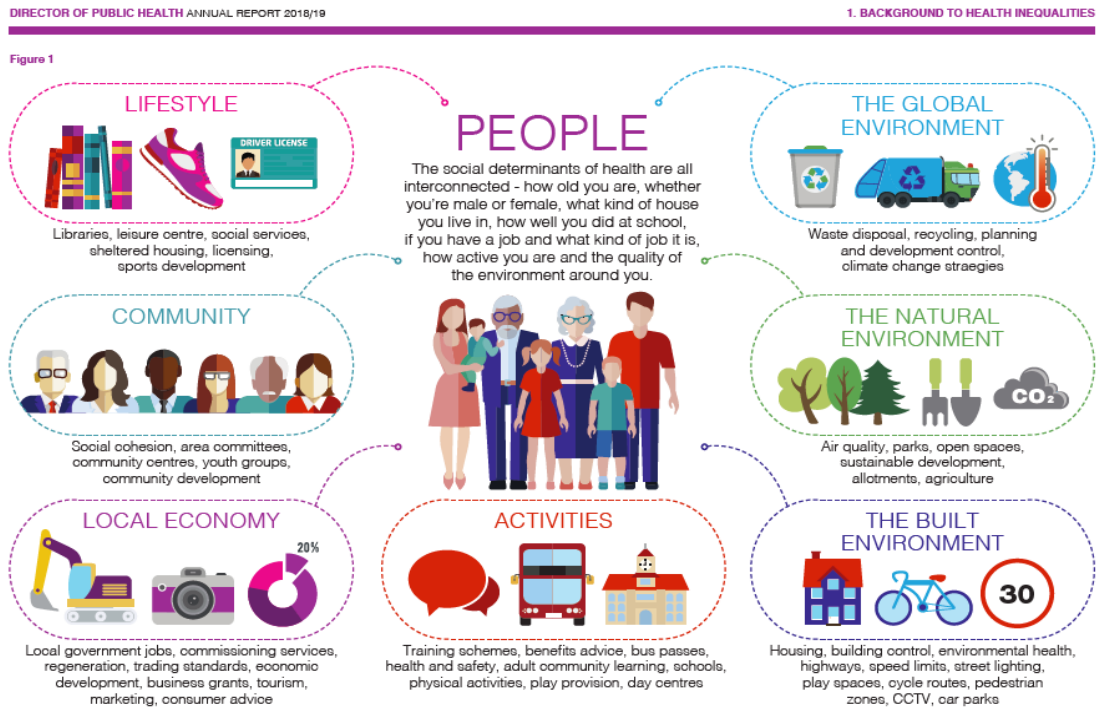 DIRECTOR OF PUBLIC HEALTH ANNUAL REPORT 2018/19
1. BACKGROUND TO HEALTH INEQUALITIES
Figure 1
LIFESTYLE
DRIVER LICENSE
Libraries, leisure centre, social services,
sheltered housing, licensing,
sports development
PEOPLE
The social determinants of health are all
interconnected - how old you are, whether
you're male or female, what kind of house
you live in, how well you did at school,
if you have a job and what kind of job it is,
how active you are and the quality of
the environment around you.
THE GLOBAL
ENVIRONMENT
Waste disposal, recycling, planning
and development control,
climate change straegies
COMMUNITY
Social cohesion, area committees,
community centres, youth groups,
community development
THE NATURAL
ENVIRONMENT
CO2
Air quality, parks, open spaces,
sustainable development,
allotments, agriculture
LOCAL ECONOMY
20%
Local government jobs, commissioning services,
regeneration, trading standards, economic
development, business grants, tourism,
marketing, consumer advice
ACTIVITIES
Training schemes, benefits advice, bus passes,
health and safety, adult community learning, schools,
physical activities, play provision, day centres
THE BUILT
ENVIRONMENT
30
Housing, building control, environmental health,
highways, speed limits, street lighting,
play spaces, cycle routes, pedestrian
zones, CCTV, car parks